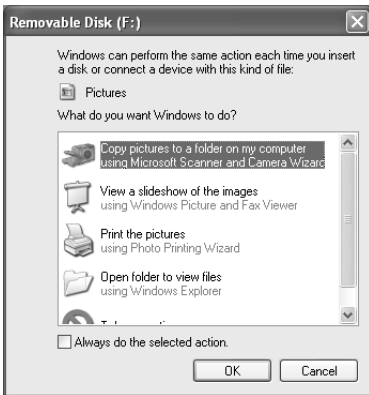 Removable Disk (F:)
Windows can perform the same action each time you insert
a disk or connect a device with this kind of file:
Pictures
What do you want Windows to do?
Copy pictures to a folder on my computer
using Microsoft Scanner and Camera Wizard
View a slideshow of the images
using Windows Picture and Fax Viewer
Print the pictures
using Photo Printing Wizard
Open folder to view files
using Windows Explorer
Always do the selected action.
OK
Cancel